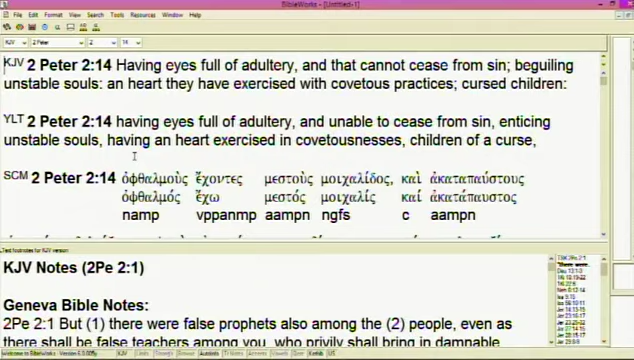 BibleWorks - [Untitled-1]
File Edit Format View Search Tools Resources Window Help
KJV 2 Peter 2 14
KJV 2 Peter 2:14 Having eyes full of adultery, and that cannot cease from sin; beguiling
unstable souls: an heart they have exercised with covetous practices; cursed children:
YLT 2 Peter 2:14 having eyes full of adultery, and unable to cease from sin, enticing
unstable souls, having an heart exercised in covetousnesses, children of a curse,
SCM 2 Peter 2:14 ὀφθαλμοὺς ἔχοντες μεστοὺς μοιχαλίδος, καὶ ἀκαταπαύστους
ὀφθαλμός ἔχω μεστός μοιχαλίς καί ἀκατάπαυστος
namp vppanmp aampn ngfs c aampn
KJV Notes (2Pe 2:1)
Geneva Bible Notes:
2Pe 2:1 But (1) there were false prophets also among the (2) people, even as
there shall be false teachers among you, who privily shall bring in damnable